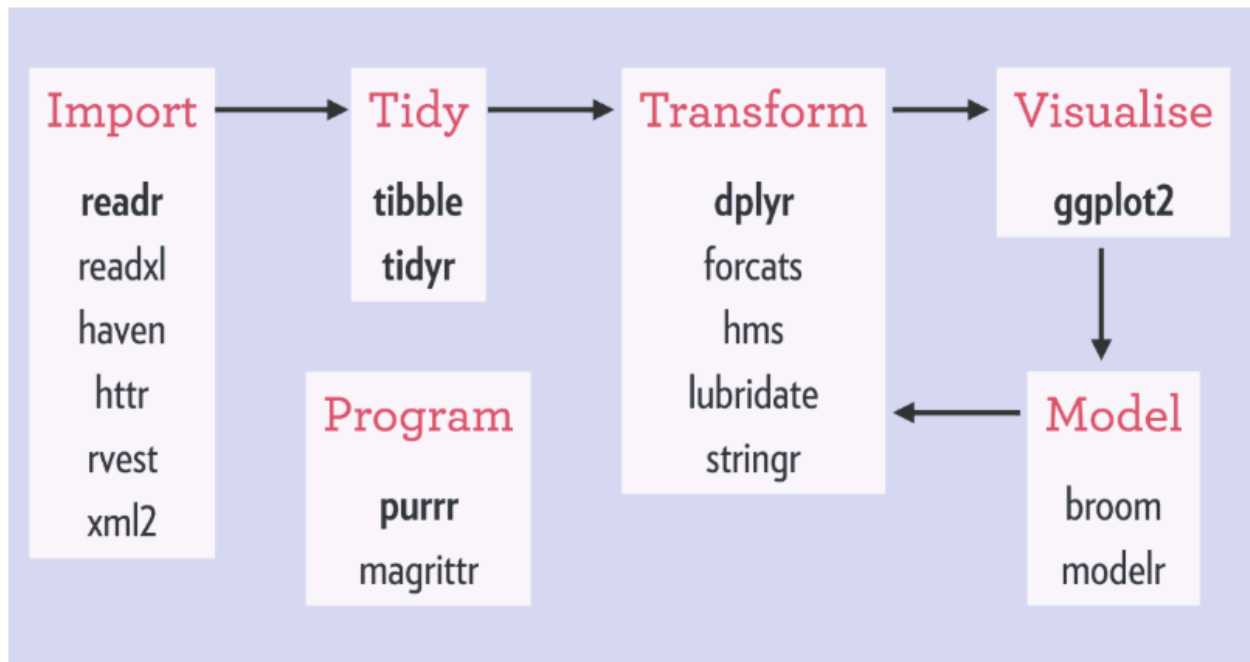 Import
readr
readxl
haven
httr
rvest
xml2
Tidy
tibble
tidyr
Program
purrr
magrittr
Transform
dplyr
forcats
hms
lubridate
stringr
Visualise
ggplot2
Model
broom
modelr